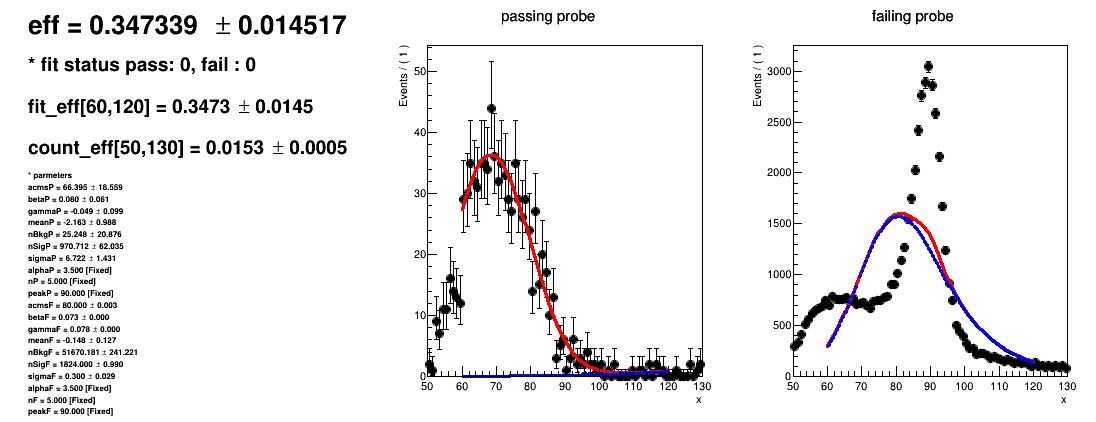 eff = 0.347339 ± 0.014517
* fit status pass: 0, fail : 0
fit_eff[60,120] = 0.3473 ± 0.0145
count_eff[50,130] = 0.0153 ± 0.0005
* parmeters
acmsP = 66.395 ± 18.559
betaP = 0.080 ± 0.061
gammaP = -0.049 ± 0.099
meanP = -2.163 ± 0.988
nBkgP = 25.248 ± 20.876
nSigP = 970.712 ± 62.035
sigmaP = 6.722 ± 1.431
alphaP = 3.500 [Fixed]
nP = 5.000 [Fixed]
peakP = 90.000 [Fixed]
acmsF = 80.000 ± 0.003
betaF = 0.073 ± 0.000
gammaF = 0.078 ± 0.000
meanF = -0.148 ± 0.127
nBkgF = 51670.181 ± 241.221
nSigF = 1824.000 ± 0.990
sigmaF = 0.300 ± 0.029
alphaF = 3.500 [Fixed]
nF = 5.000 [Fixed]
peakF = 90.000 [Fixed]
passing probe
Events / ( 1 )
50
40
30
20
10
0
50 60 70 80 90 100 110 120 130
x
failing probe
Events / ( 1 )
3000
2500
2000
1500
1000
500
0
50 60 70 80 90 100 110 120 130
x